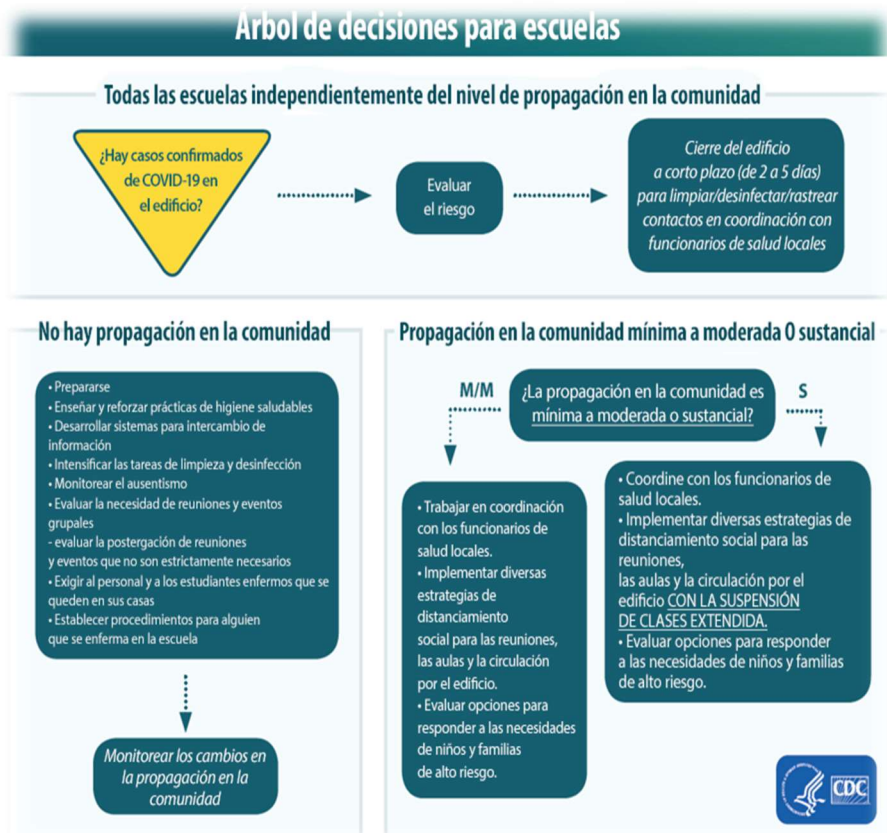 Árbol de decisiones para escuelas
Todas las escuelas independientemente del nivel de propagación en la comunidad
¿Hay casos confirmados
de COVID-19 en
el edificio?
Evaluar
el riesgo
Cierre del edificio
a corto plazo (de 2 a 5 días)
para limpiar/desinfectar/rastrear
contactos en coordinación con
funcionarios de salud locales
No hay propagación en la comunidad
• Prepararse
• Enseñar y reforzar prácticas de higiene saludables
• Desarrollar sistemas para intercambio de
información
• Intensificar las tareas de limpieza y desinfección
• Monitorear el ausentismo
• Evaluar la necesidad de reuniones y eventos
grupales
- evaluar la postergación de reuniones
y eventos que no son estrictamente necesarios
• Exigir al personal y a los estudiantes enfermos que se
queden en sus casas
• Establecer procedimientos para alguien
que se enferma en la escuela
Monitorear los cambios en
la propagación en la
comunidad
Propagación en la comunidad mínima a moderada O sustancial
M/M
¿La propagación en la comunidad es
mínima a moderada o sustancial?
S
• Trabajar en coordinación
con los funcionarios de
salud locales.
• Implementar diversas
estrategias de
distanciamiento
social para las reuniones,
las aulas y la circulación
por el edificio.
• Evaluar opciones para
responder a las necesidades
de niños y familias
de alto riesgo.
• Coordine con los funcionarios de
salud locales.
• Implementar diversas estrategias de
distanciamiento social para las
reuniones,
las aulas y la circulación por el
edificio CON LA SUSPENSIÓN
DE CLASES EXTENDIDA.
• Evaluar opciones para responder
a las necesidades de niños y familias
de alto riesgo.
CDC